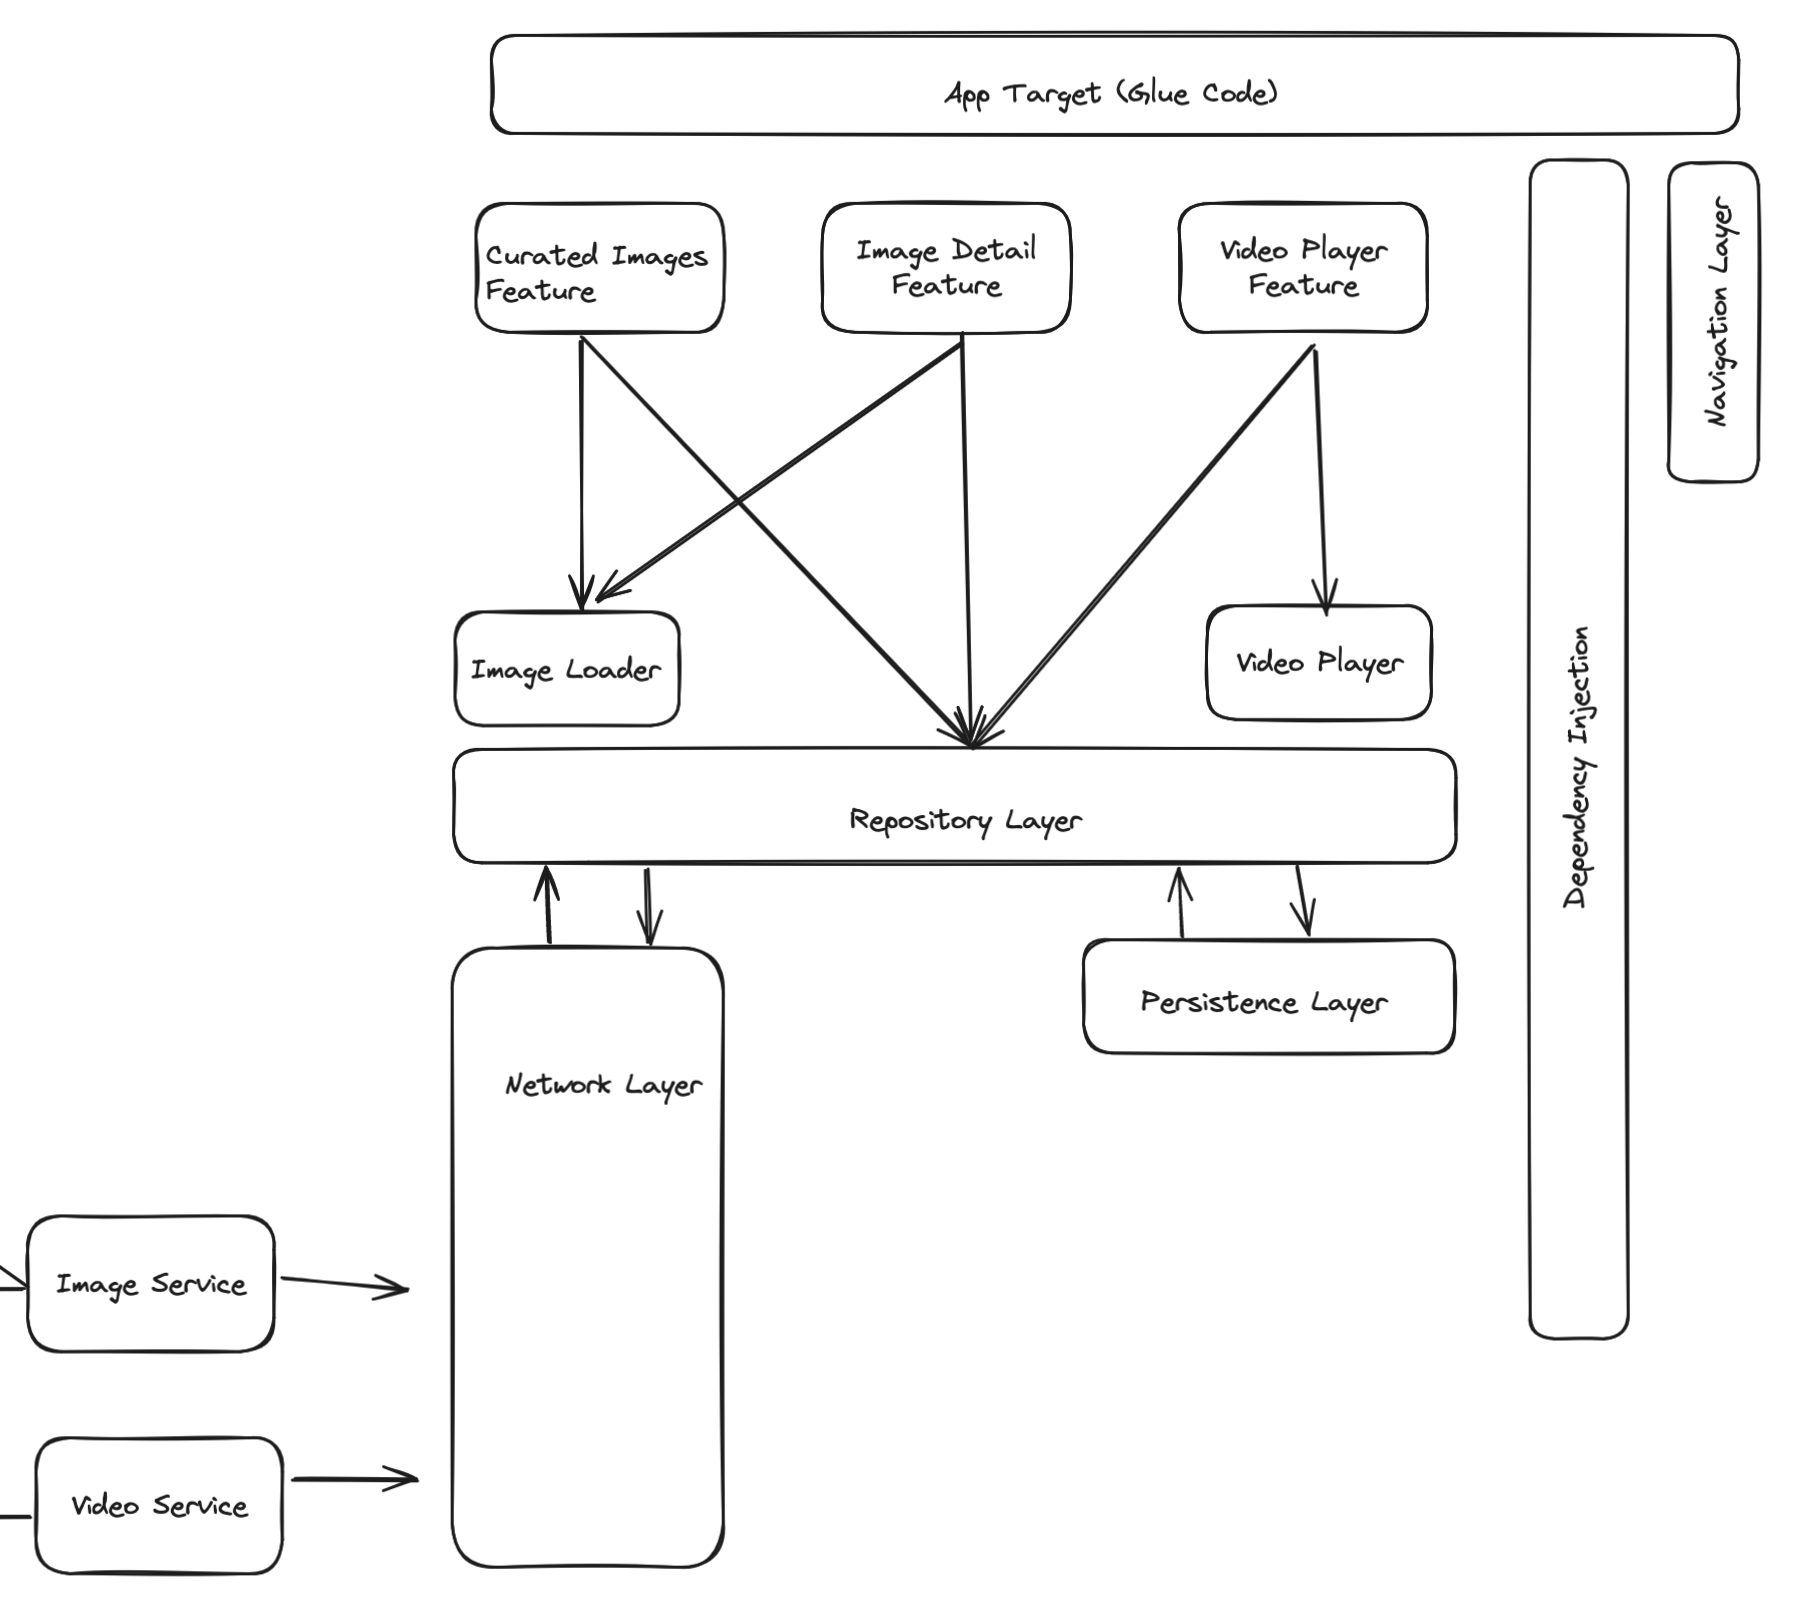 App Target (Glue Code)
Curated Images
Feature
Image Detail
Feature
Video Player
Feature
Navigation Layer
Dependency Injection
Image Loader
Video Player
Repository Layer
Persistence Layer
Network Layer
Image Service
Video Service